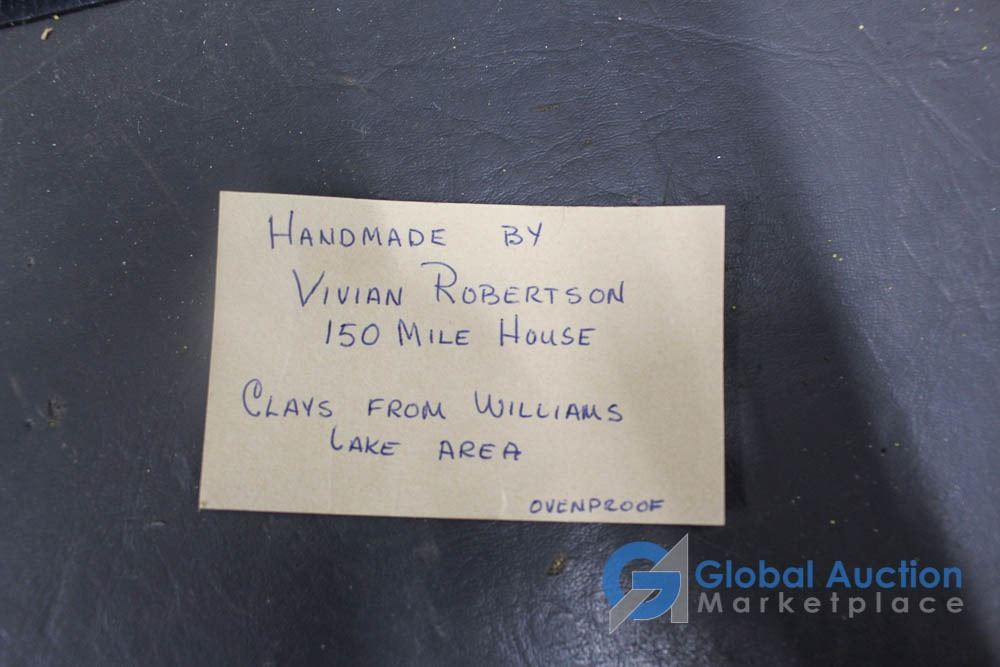 HANDMADE BY
VIVIAN ROBERTSON
150 MILE HOUSE
CLAYS FROM WILLIAMS
LAKE AREA
OVENPROOF
Global Auction
Marketplace